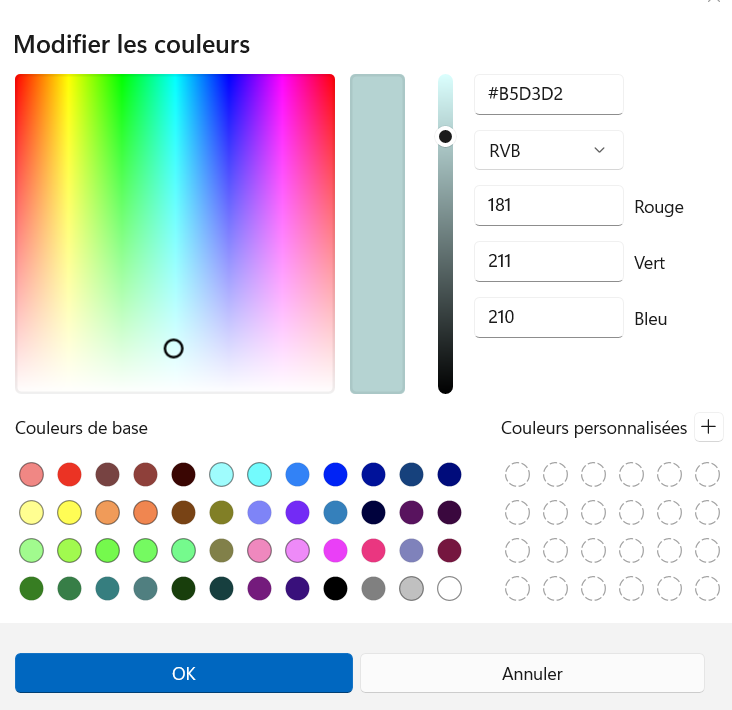 Modifier les couleurs
#B5D3D2
RVB
181 Rouge
211 Vert
210 Bleu
Couleurs de base
Couleurs personnalisées
OK
Annuler